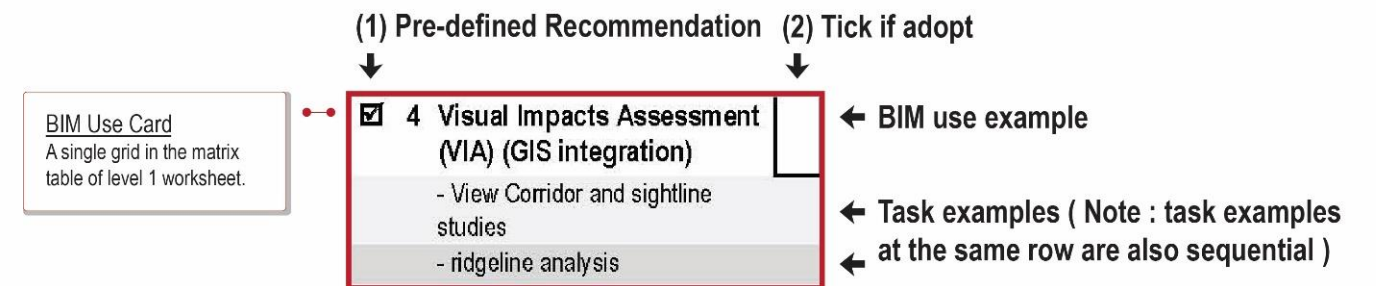 (1) Pre-defined Recommendation (2) Tick if adopt
BIM Use Card
A single grid in the matrix
table of level 1 worksheet.
4 Visual Impacts Assessment
(VIA) (GIS integration)
- View Corridor and sightline
studies
- ridgeline analysis
← BIM use example
← Task examples ( Note : task examples
← at the same row are also sequential )